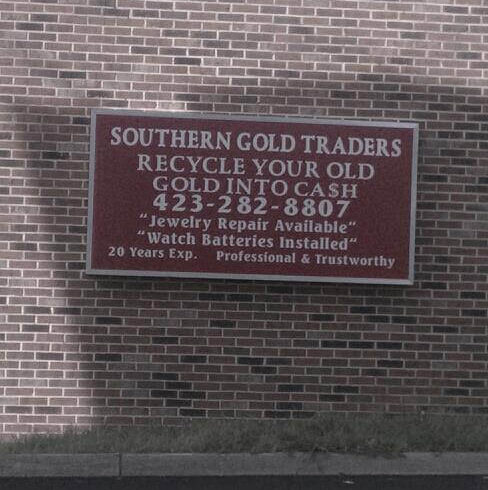 SOUTHERN GOLD TRADERS
RECYCLE YOUR OLD
GOLD INTO CA$H
423-282-8807
"Jewelry Repair Available"
"Watch Batteries Installed"
20 Years Exp. Professional & Trustworthy